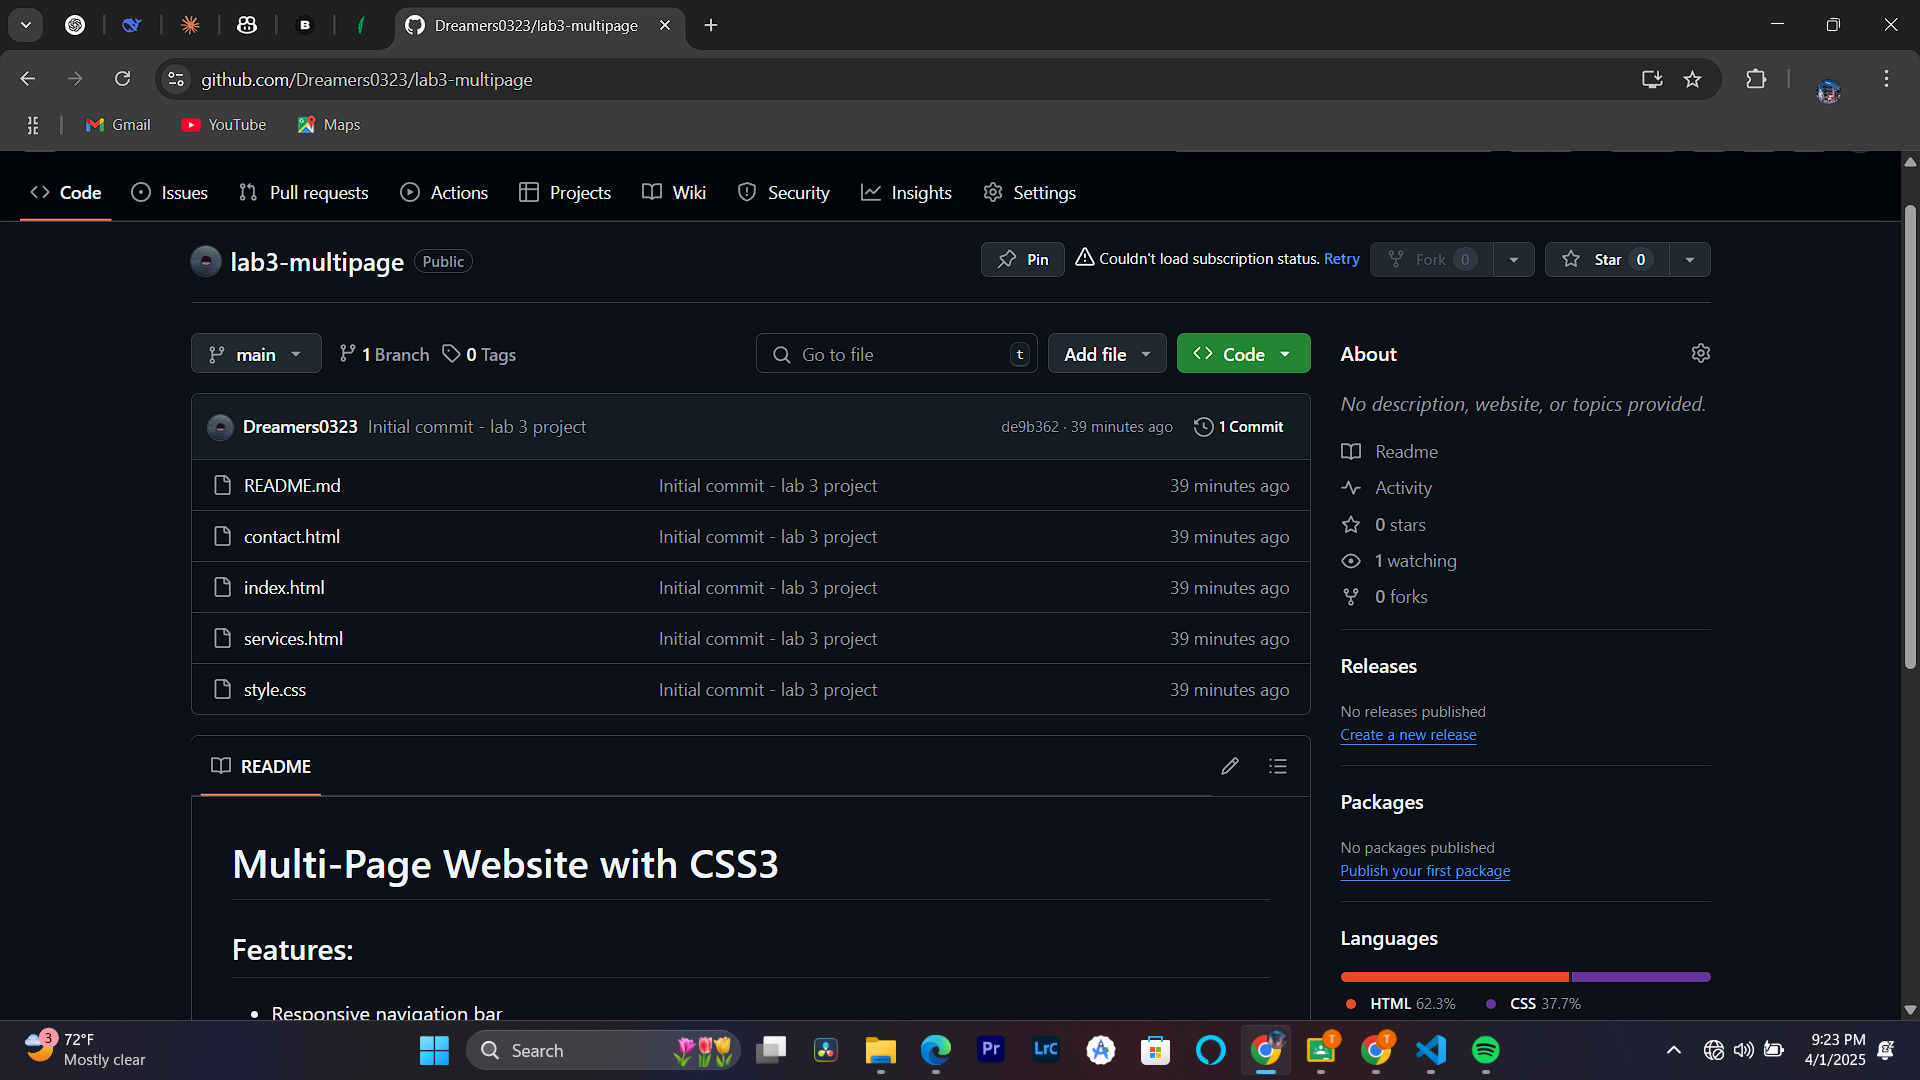 Dreamers0323/lab3-multipage
github.com/Dreamers0323/lab3-multipage
Gmail
YouTube
Maps
Code
Issues
Pull requests
Actions
Projects
Wiki
Security
Insights
Settings
lab3-multipage
Public
Pin
Couldn't load subscription status. Retry
Fork 0
Star 0
main
1 Branch
0 Tags
Go to file
t
Add file
Code
About
No description, website, or topics provided.
Dreamers0323 Initial commit - lab 3 project de9b362 · 39 minutes ago 1 Commit
README.md Initial commit - lab 3 project 39 minutes ago
contact.html Initial commit - lab 3 project 39 minutes ago
index.html Initial commit - lab 3 project 39 minutes ago
services.html Initial commit - lab 3 project 39 minutes ago
style.css Initial commit - lab 3 project 39 minutes ago
Readme
Activity
0 stars
1 watching
0 forks
Releases
No releases published
Create a new release
README
Multi-Page Website with CSS3
Features:
• Responsive navigation bar
Packages
No packages published
Publish your first package
Languages
HTML 62.3%
CSS 37.7%
3
72°F
Mostly clear
Search
Pr
LrC
T
T
9:23 PM
4/1/2025